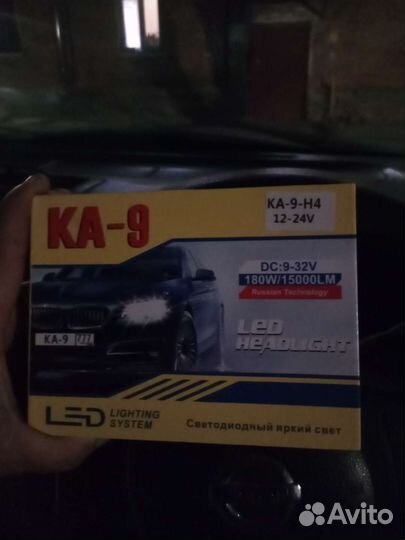 KA-9
KA-9-H4
12-24V
DC:9-32V
180W/15000LM
Russian Technology
LED
HEADLIGHT
KA-9 777
LED LIGHTING
SYSTEM
Светодиодный яркий свет
Avito